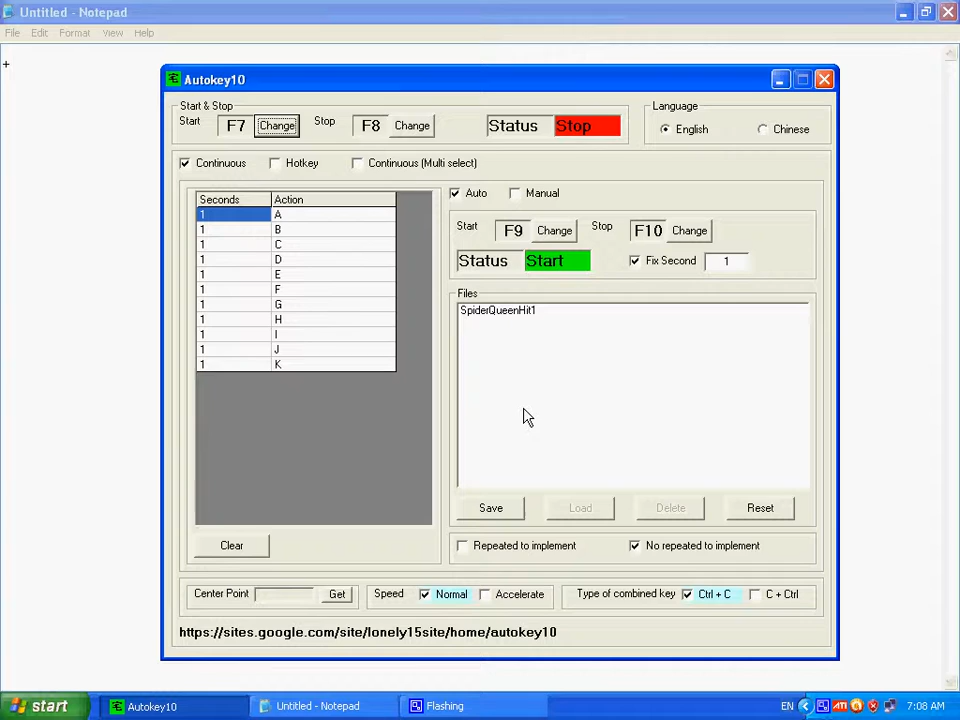 Untitled - Notepad
File Edit Format View Help
Autokey10
Start & Stop
Start F7 Change Stop F8 Change Status Stop
Language
English Chinese
Continuous Hotkey Continuous (Multi select)
Seconds Action
1 A
1 B
1 C
1 D
1 E
1 F
1 G
1 H
1 I
1 J
1 K
Clear
Auto Manual
Start F9 Change Stop F10 Change
Status Start Fix Second 1
Files
SpiderQueenHit1
Save Load Delete Reset
Repeated to implement No repeated to implement
Center Point Get Speed Normal Accelerate Type of combined key Ctrl + C C + Ctrl
https://sites.google.com/site/lonely15site/home/autokey10
start Autokey10 Untitled - Notepad Flashing EN ATI 7:08 AM